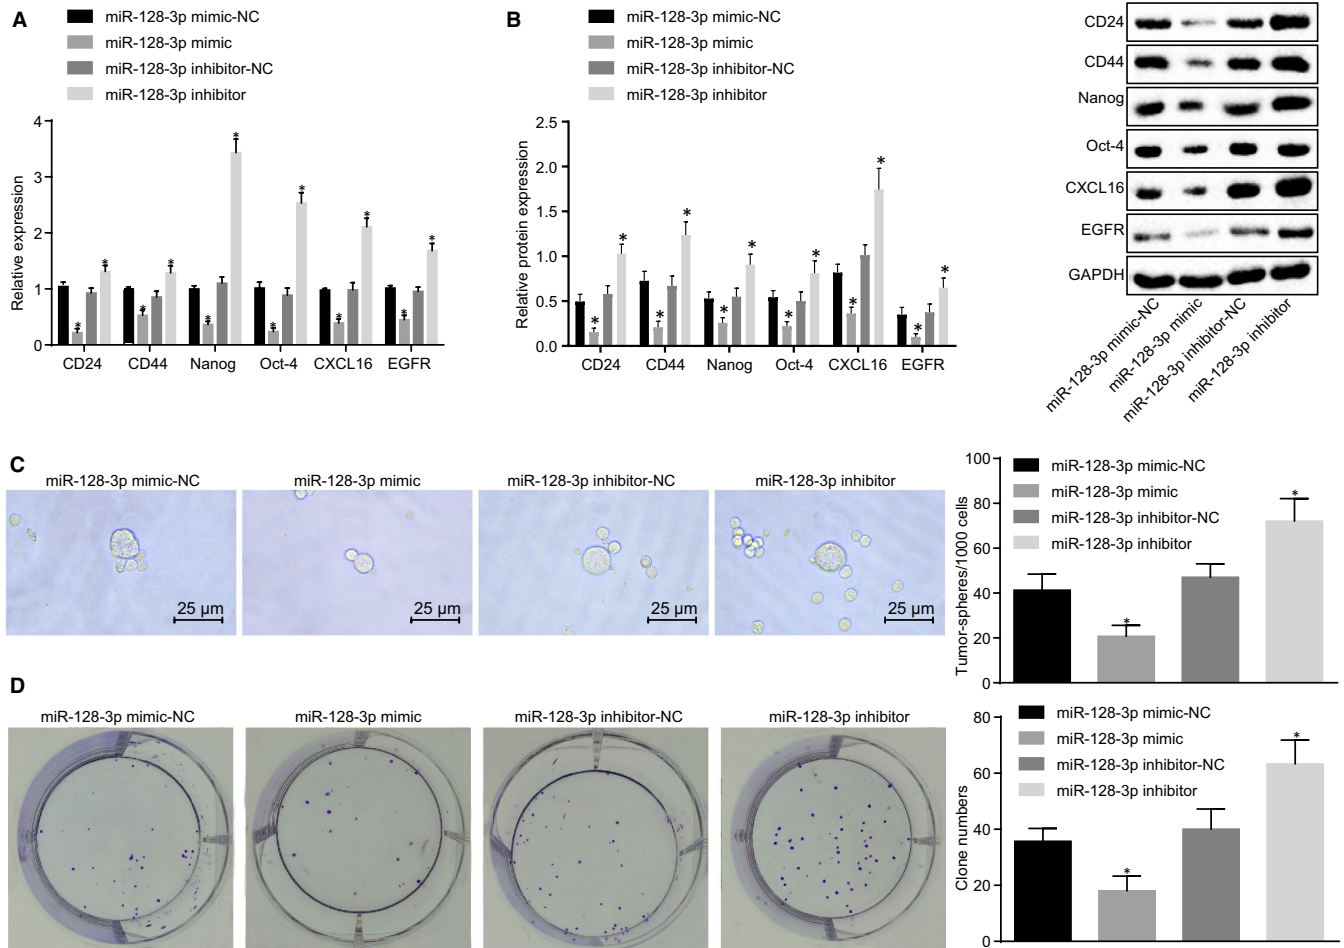 A
miR-128-3p mimic-NC
miR-128-3p mimic
miR-128-3p inhibitor-NC
miR-128-3p inhibitor
Relative expression
4
3
2
1
0
* * * * * * * * * * * *
CD24 CD44 Nanog Oct-4 CXCL16 EGFR
B
miR-128-3p mimic-NC
miR-128-3p mimic
miR-128-3p inhibitor-NC
miR-128-3p inhibitor
Relative protein expression
2.5
2.0
1.5
1.0
0.5
0.0
* * * * * * * * * * * *
CD24 CD44 Nanog Oct-4 CXCL16 EGFR
CD24
CD44
Nanog
Oct-4
CXCL16
EGFR
GAPDH
miR-128-3p mimic-NC
miR-128-3p mimic
miR-128-3p inhibitor-NC
miR-128-3p inhibitor
C
miR-128-3p mimic-NC
miR-128-3p mimic
miR-128-3p inhibitor-NC
miR-128-3p inhibitor
25 µm
25 µm
25 µm
25 µm
Tumor-spheres/1000 cells
100
80
60
40
20
0
miR-128-3p mimic-NC
miR-128-3p mimic
miR-128-3p inhibitor-NC
miR-128-3p inhibitor
* *
D
miR-128-3p mimic-NC
miR-128-3p mimic
miR-128-3p inhibitor-NC
miR-128-3p inhibitor
Clone numbers
80
60
40
20
0
miR-128-3p mimic-NC
miR-128-3p mimic
miR-128-3p inhibitor-NC
miR-128-3p inhibitor
* *